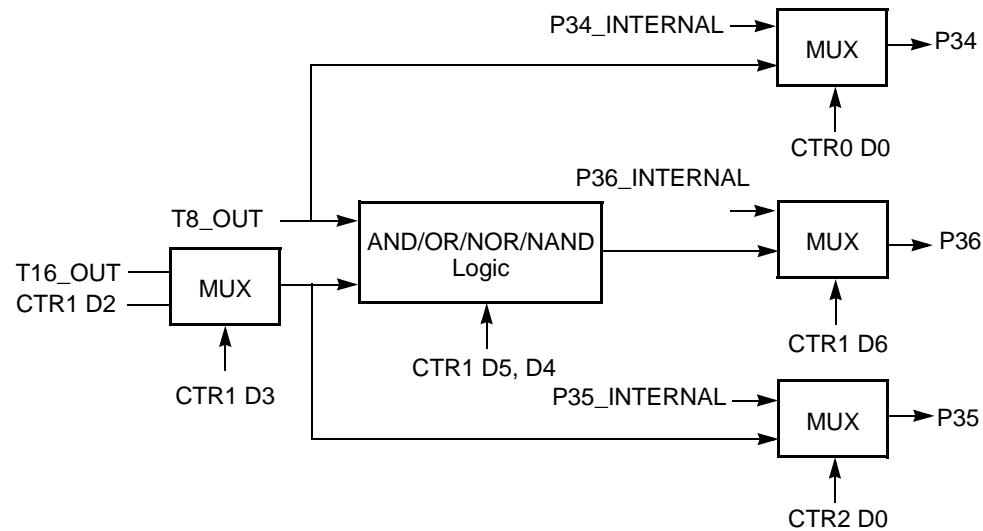 P34_INTERNAL
MUX
P34
CTR0 D0
P36_INTERNAL
T8_OUT
AND/OR/NOR/NAND
Logic
MUX
P36
T16_OUT
CTR1 D2
MUX
CTR1 D6
CTR1 D5, D4
CTR1 D3
P35_INTERNAL
MUX
P35
CTR2 D0